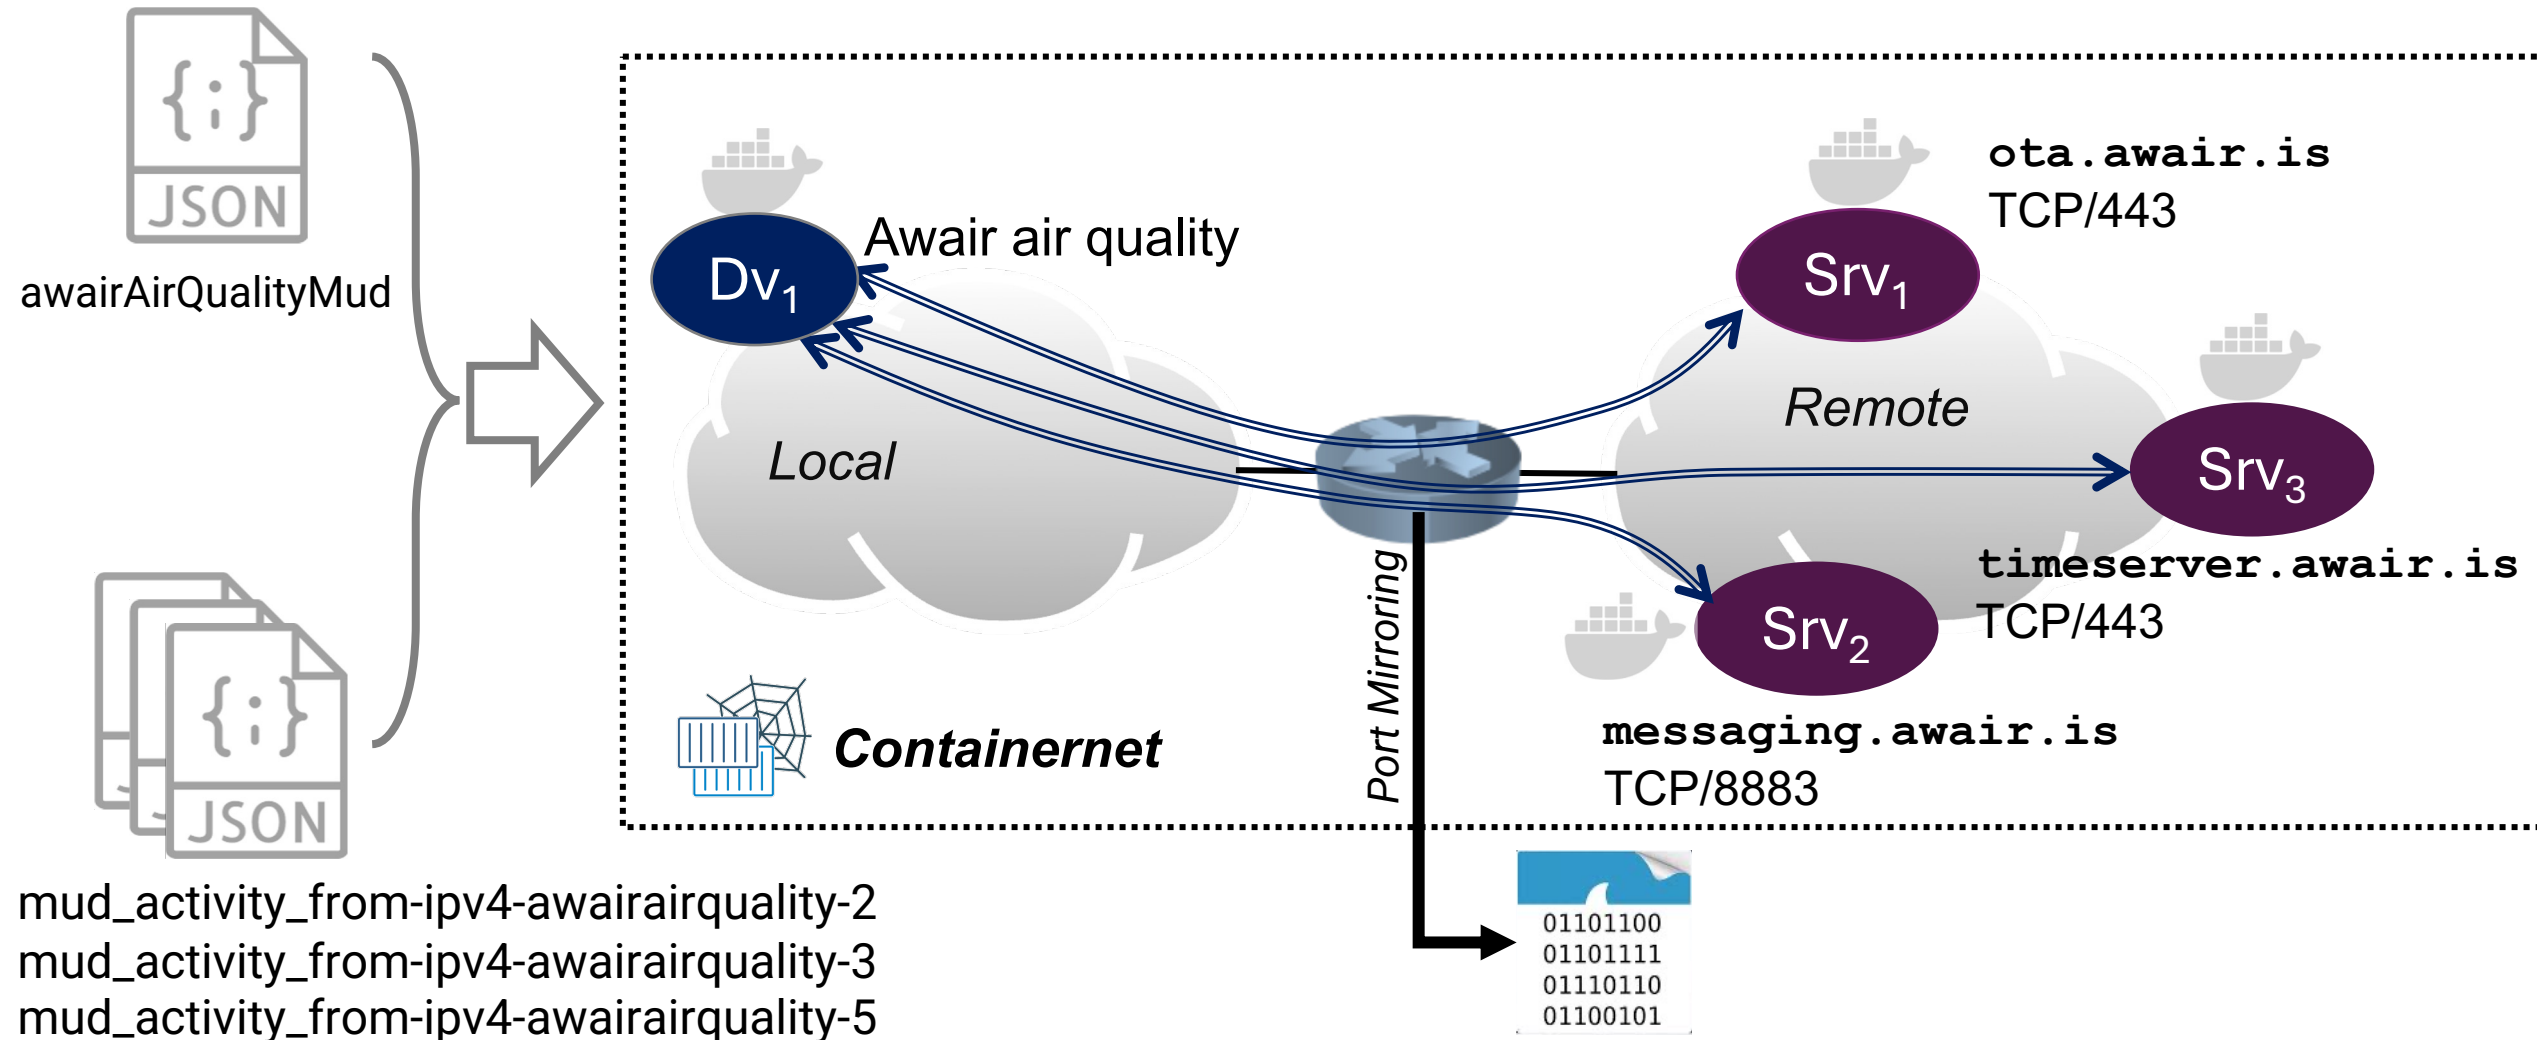 {;}
JSON
awairAirQualityMud
{;}
JSON
mud_activity_from-ipv4-awairairquality-2
mud_activity_from-ipv4-awairairquality-3
mud_activity_from-ipv4-awairairquality-5
Dv1
Awair air quality
Local
Containernet
Port Mirroring
ota.awair.is
TCP/443
Srv1
Remote
Srv3
timeserver.awair.is
TCP/443
Srv2
messaging.awair.is
TCP/8883
01101100
01101111
01110110
01100101